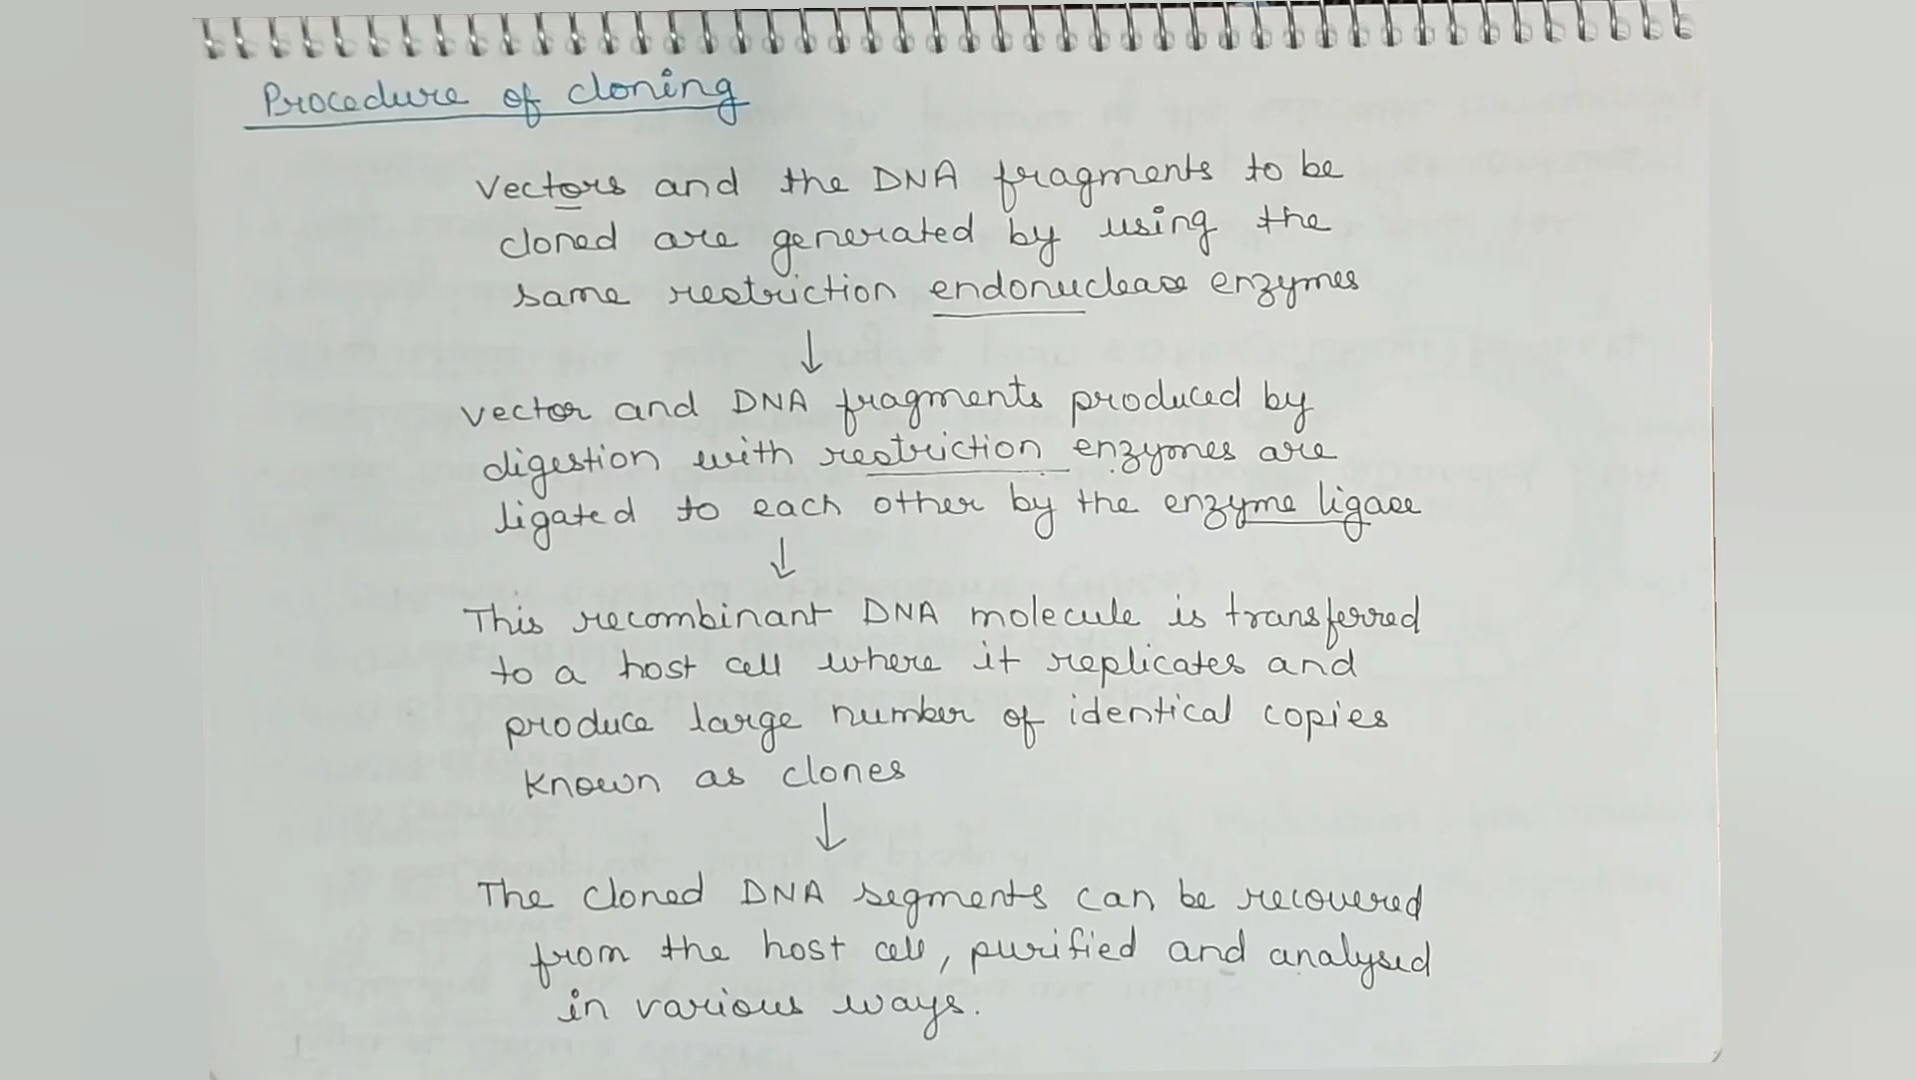 Procedure of cloning
Vectors and the DNA fragments to be
cloned are generated by using the
same restriction endonuclease enzymes
↓
vector and DNA fragments produced by
digestion with restriction enzymes are
ligated to each other by the enzyme ligase
↓
This recombinant DNA molecule is transferred
to a host cell where it replicates and
produce large number of identical copies
known as clones
↓
The cloned DNA segments can be recovered
from the host cell, purified and analysed
in various ways.